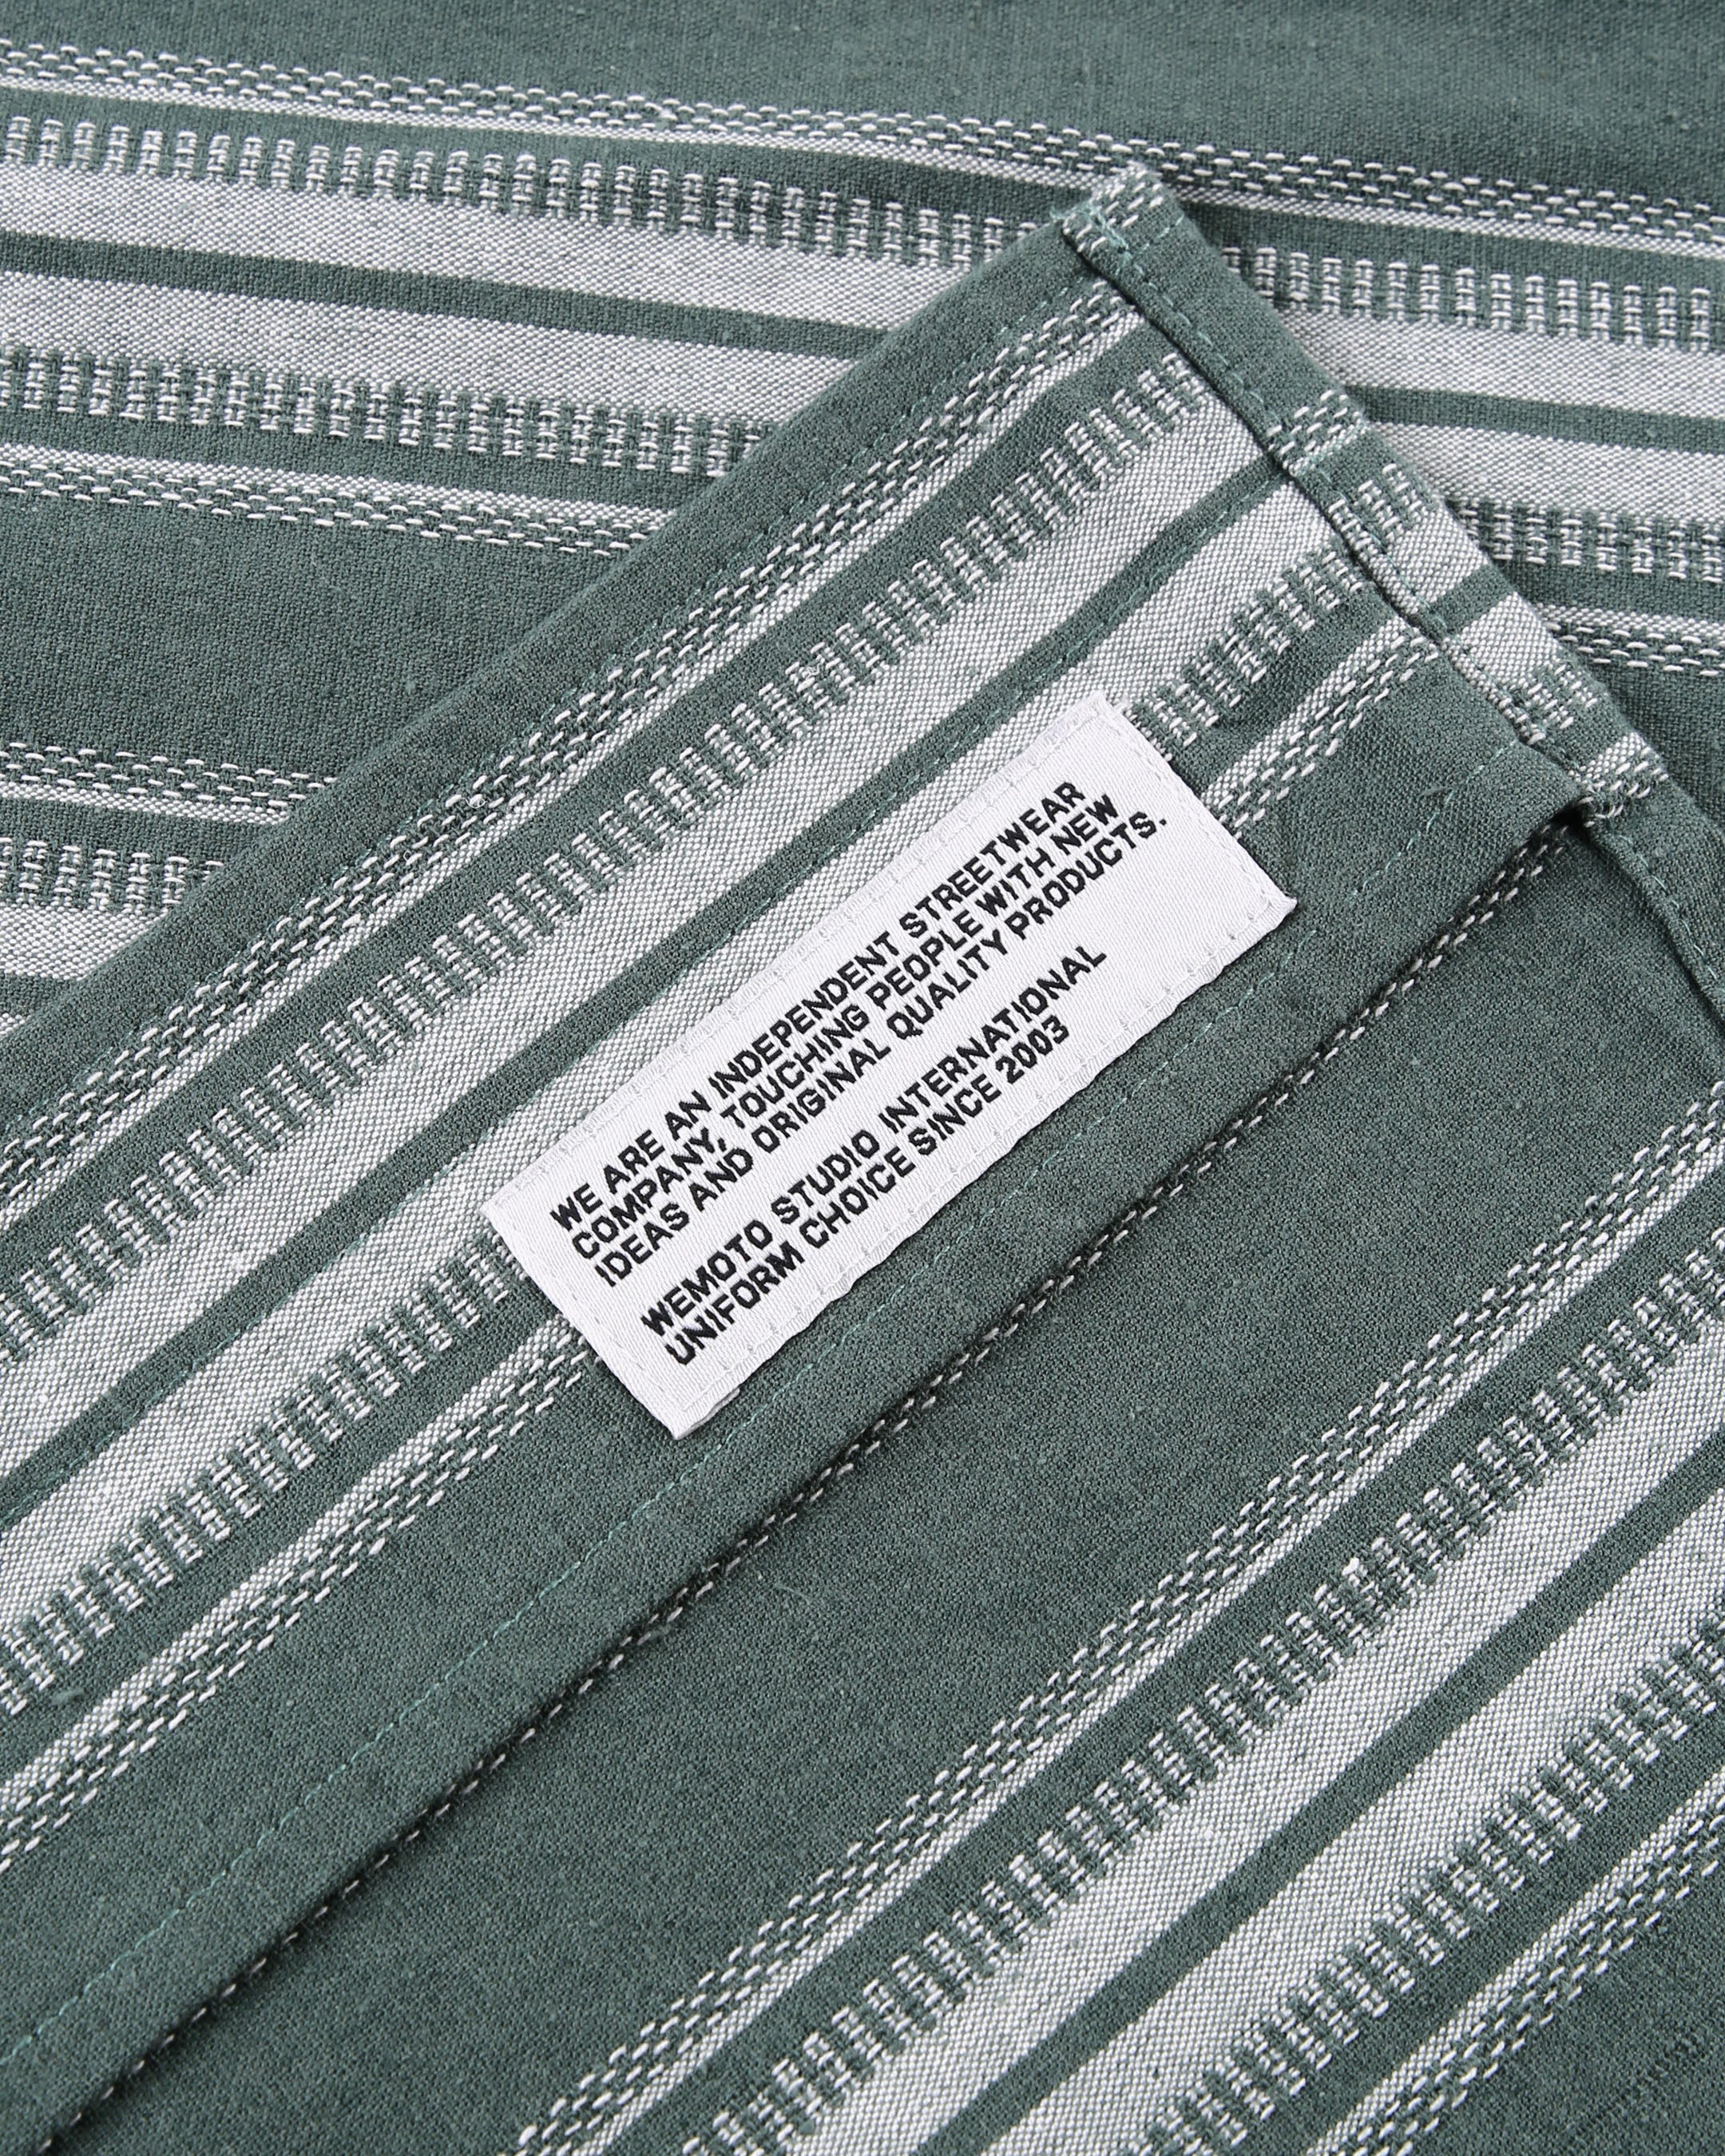 WE ARE AN INDEPENDENT STREETWEAR
COMPANY, TOUCHING PEOPLE WITH NEW
IDEAS AND ORIGINAL QUALITY PRODUCTS.
WEMOTO STUDIO INTERNATIONAL
UNIFORM CHOICE SINCE 2003